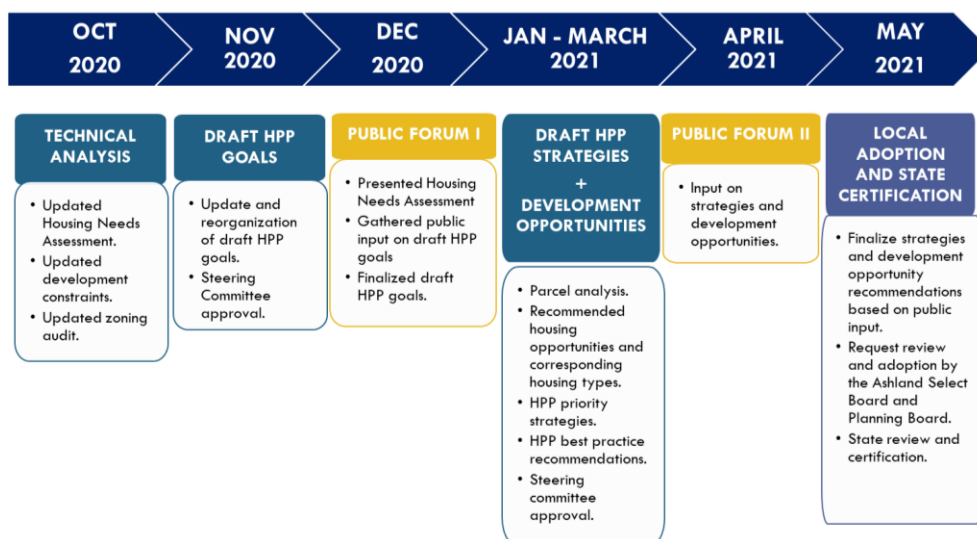 OCT
2020
NOV
2020
DEC
2020
JAN - MARCH
2021
APRIL
2021
MAY
2021
TECHNICAL
ANALYSIS
• Updated
Housing Needs
Assessment.
• Updated
development
constraints.
• Updated zoning
audit.
DRAFT HPP
GOALS
• Update and
reorganization
of draft HPP
goals.
• Steering
Committee
approval.
PUBLIC FORUM I
• Presented Housing
Needs Assessment
• Gathered public
input on draft HPP
goals
• Finalized draft
HPP goals.
DRAFT HPP
STRATEGIES
+
DEVELOPMENT
OPPORTUNITIES
• Parcel analysis.
• Recommended
housing
opportunities and
corresponding
housing types.
• HPP priority
strategies.
• HPP best practice
recommendations.
• Steering
committee
approval.
PUBLIC FORUM II
• Input on
strategies and
development
opportunities.
LOCAL
ADOPTION
AND STATE
CERTIFICATION
• Finalize strategies
and development
opportunity
recommendations
based on public
input.
• Request review
and adoption by
the Ashland Select
Board and
Planning Board.
• State review and
certification.